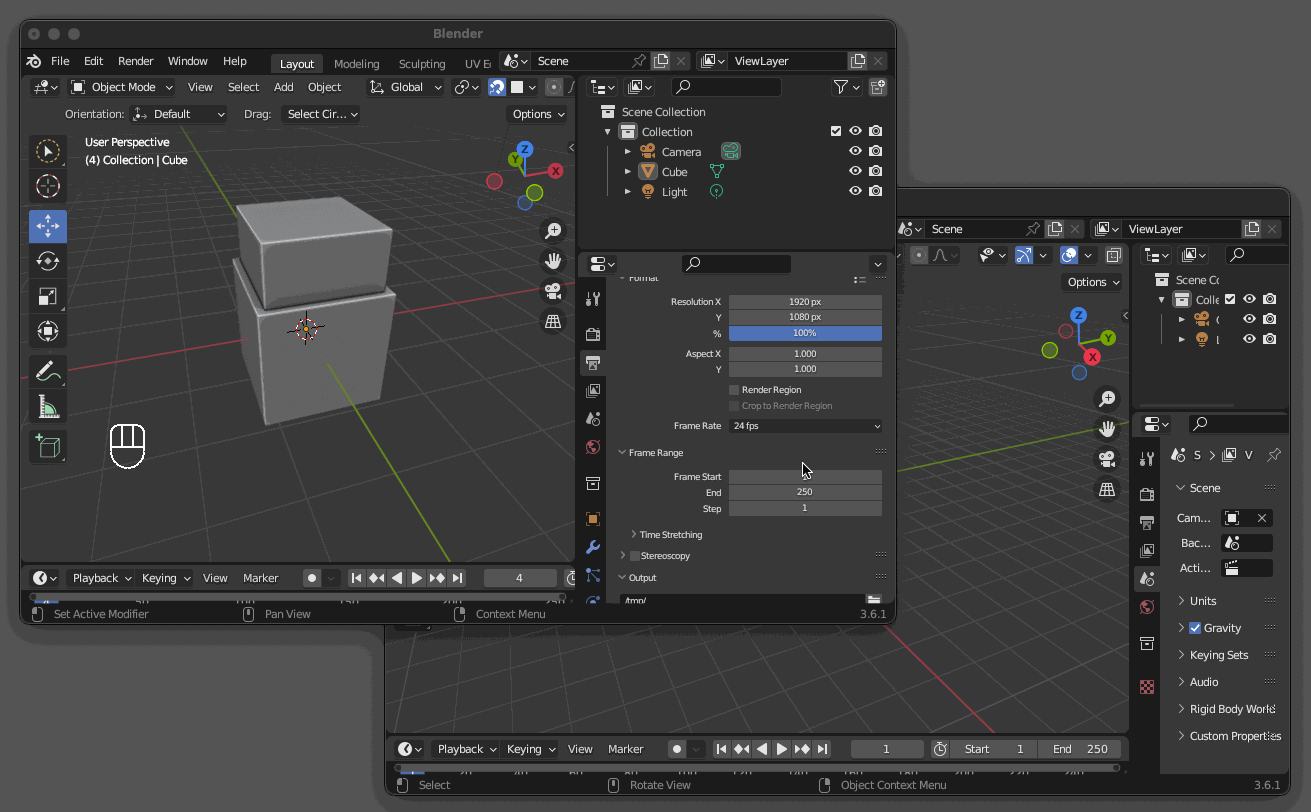 Blender
File Edit Render Window Help Layout Modeling Sculpting UV E Scene ViewLayer
Object Mode View Select Add Object Global
Orientation: Default Drag: Select Cir... Options
User Perspective
(4) Collection | Cube
Z
Y
X
Scene Collection
Collection
Camera
Cube
Light
Format
Resolution X 1920 px
Y 1080 px
% 100%
Aspect X 1.000
Y 1.000
Render Region
Crop to Render Region
Frame Rate 24 fps
Frame Range
Frame Start
End 250
Step 1
Time Stretching
Stereoscopy
Output
/tmp/
Playback Keying View Marker 4
Set Active Modifier Pan View Context Menu 3.6.1
Scene ViewLayer
Options
Z
Y
X
Scene Cc
Colle
S V
Scene
Cam...
Bac...
Acti...
Units
Gravity
Keying Sets
Audio
Rigid Body World
Custom Properties
Playback Keying View Marker 1 Start 1 End 250
Select Rotate View Object Context Menu 3.6.1